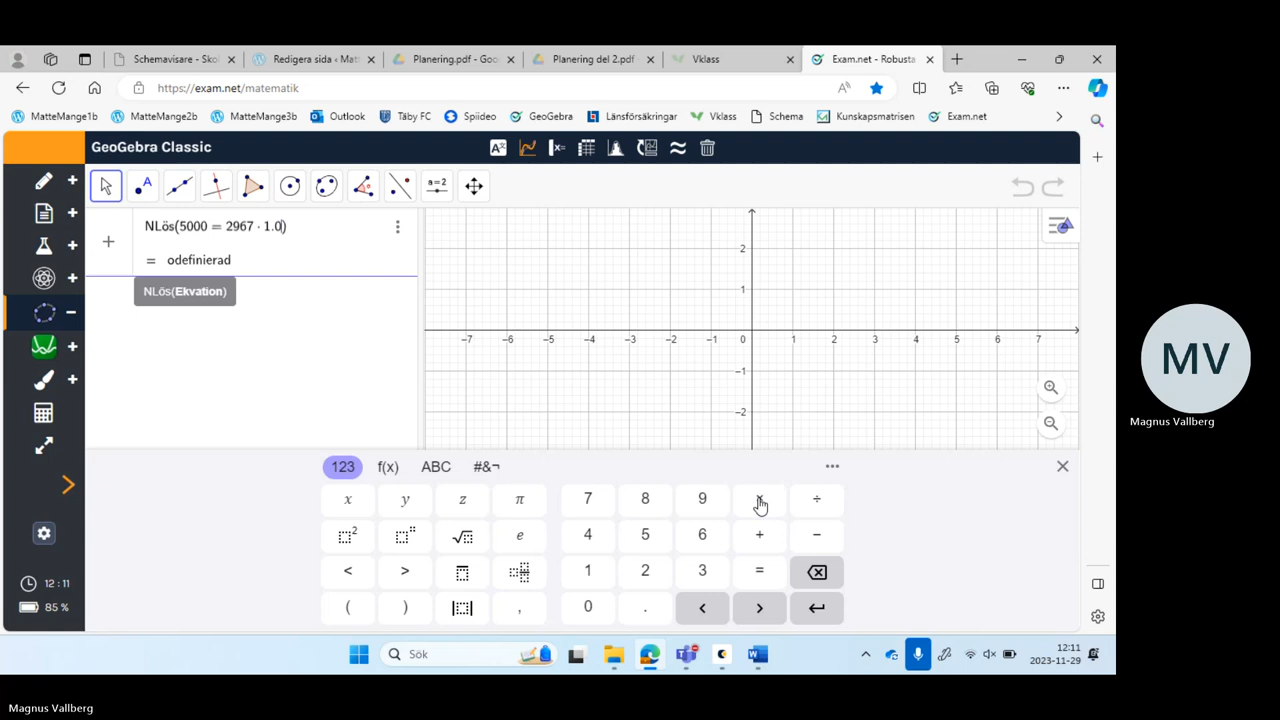 Schemavisare - Sko
Redigera sida ‹ Mat
Planering.pdf - Goo
Planering del 2.pdf
Vklass
Exam.net - Robusta
https://exam.net/matematik
MatteMange1b
MatteMange2b
MatteMange3b
Outlook
Täby FC
Spiideo
GeoGebra
Länsförsäkringar
Vklass
Schema
Kunskapsmatrisen
Exam.net
GeoGebra Classic
a=2
NLös(5000 = 2967 · 1.0)
= odefinierad
NLös(Ekvation)
2
1
-7 -6 -5 -4 -3 -2 -1 0 1 2 3 4 5 6 7
-1
-2
123 f(x) ABC #&¬
x y z π 7 8 9 × ÷
e 4 5 6 + −
< > 1 2 3 =
( ) , 0 . < >
12 : 11
85 %
Sök
12:11
2023-11-29
MV
Magnus Vallberg
Magnus Vallberg